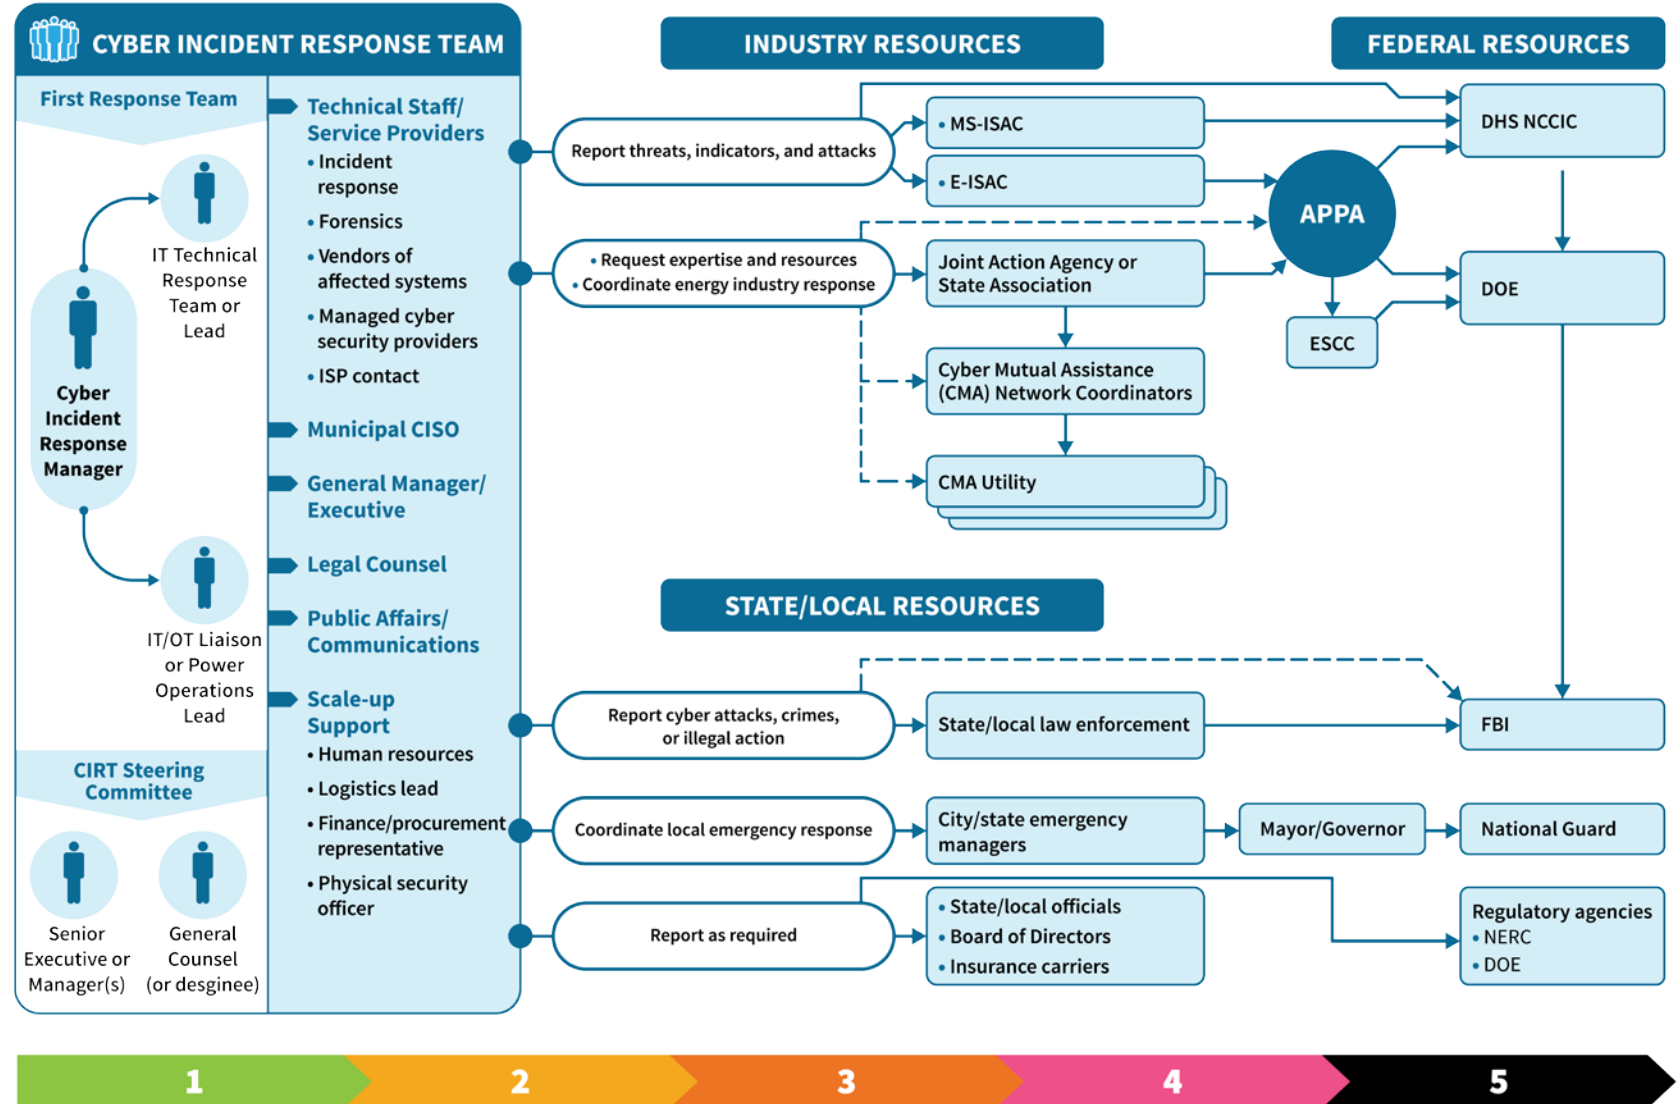 CYBER INCIDENT RESPONSE TEAM
First Response Team
IT Technical
Response
Team or
Lead
Cyber
Incident
Response
Manager
IT/OT Liaison
or Power
Operations
Lead
CIRT Steering
Committee
Senior
Executive or
Manager(s)
General
Counsel
(or desginee)
Technical Staff/
Service Providers
• Incident
response
• Forensics
• Vendors of
affected systems
• Managed cyber
security providers
• ISP contact
Municipal CISO
General Manager/
Executive
Legal Counsel
Public Affairs/
Communications
Scale-up
Support
• Human resources
• Logistics lead
• Finance/procurement
representative
• Physical security
officer
INDUSTRY RESOURCES
FEDERAL RESOURCES
Report threats, indicators, and attacks
• MS-ISAC
• E-ISAC
DHS NCCIC
APPA
• Request expertise and resources
• Coordinate energy industry response
Joint Action Agency or
State Association
DOE
ESCC
Cyber Mutual Assistance
(CMA) Network Coordinators
CMA Utility
STATE/LOCAL RESOURCES
Report cyber attacks, crimes,
or illegal action
State/local law enforcement
FBI
Coordinate local emergency response
City/state emergency
managers
Mayor/Governor
National Guard
Report as required
• State/local officials
• Board of Directors
• Insurance carriers
Regulatory agencies
• NERC
• DOE
1
2
3
4
5